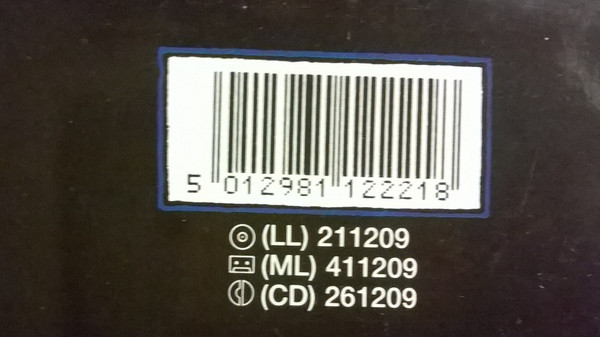 5 012981 122218
(LL) 211209
(ML) 411209
(CD) 261209